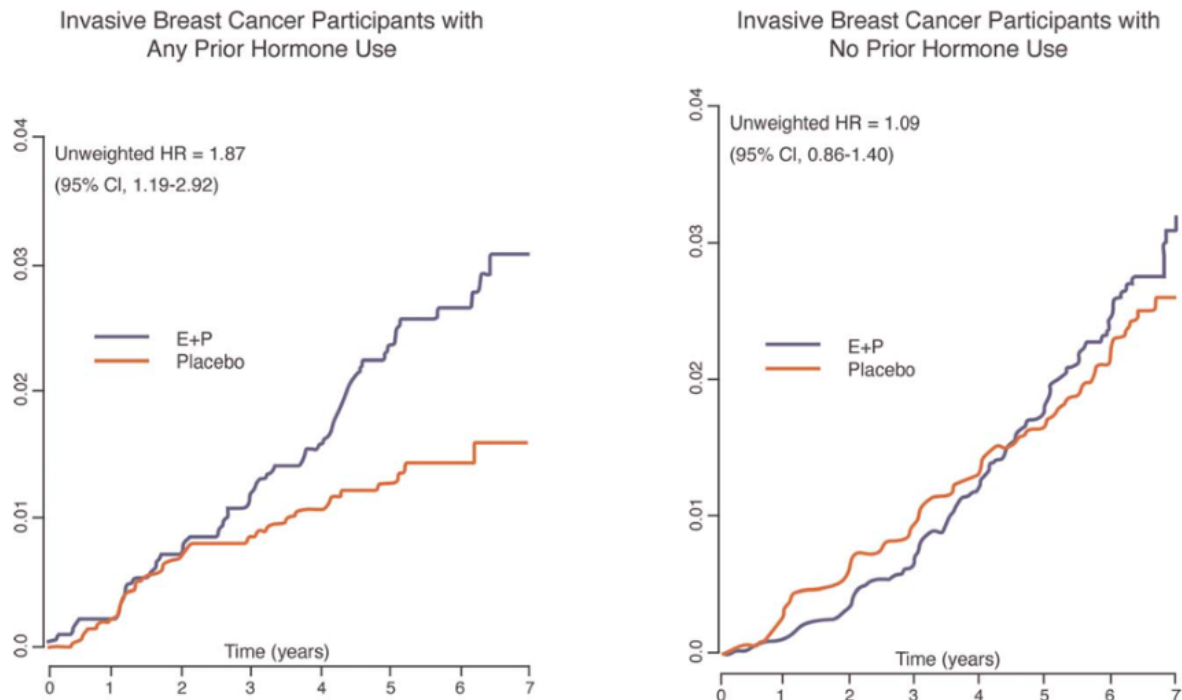 Invasive Breast Cancer Participants with
Any Prior Hormone Use
0.04
Unweighted HR = 1.87
(95% CI, 1.19-2.92)
0.03
E+P
Placebo
0.02
0.01
0.0
Time (years)
0 1 2 3 4 5 6 7
Invasive Breast Cancer Participants with
No Prior Hormone Use
0.04
Unweighted HR = 1.09
(95% CI, 0.86-1.40)
0.03
E+P
Placebo
0.02
0.01
0.0
Time (years)
0 1 2 3 4 5 6 7